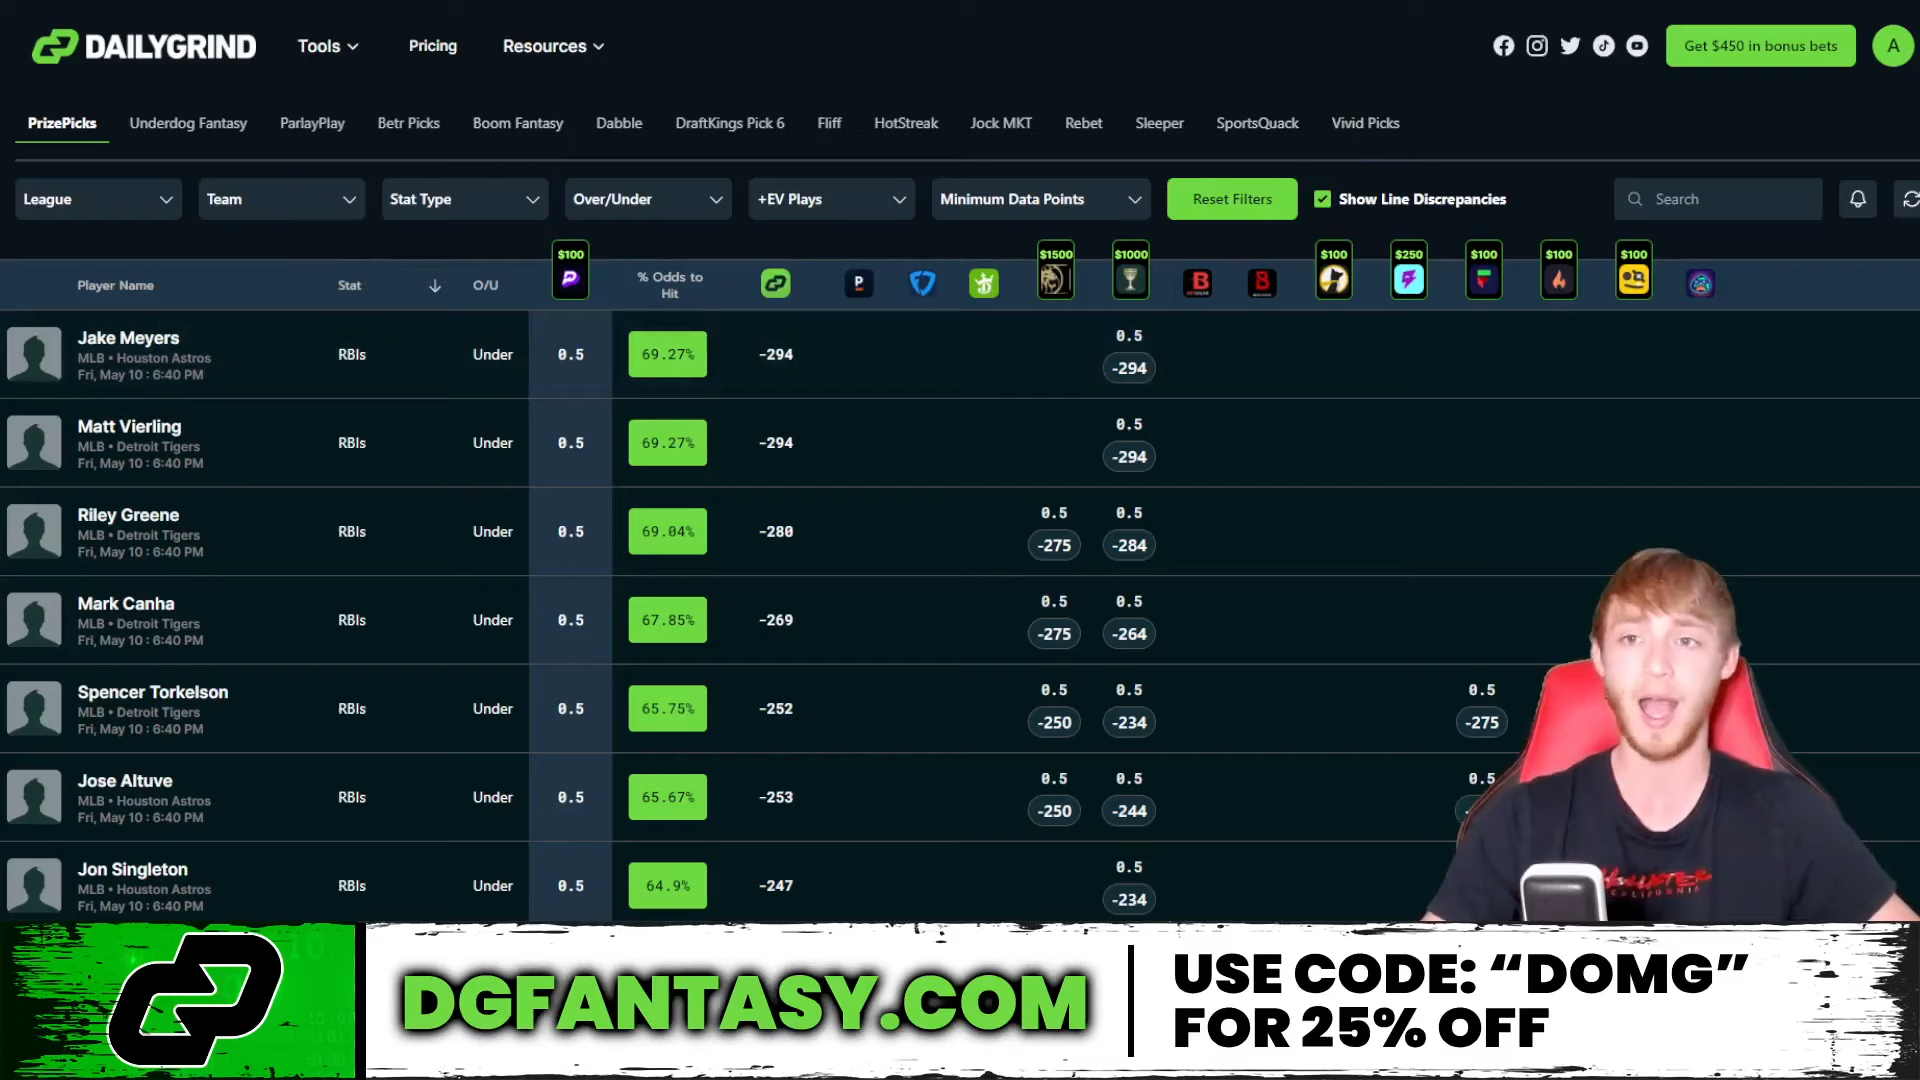 DAILYGRIND
Tools
Pricing
Resources
Get $450 in bonus bets
A
PrizePicks
Underdog Fantasy
ParlayPlay
Betr Picks
Boom Fantasy
Dabble
DraftKings Pick 6
Fliff
HotStreak
Jock MKT
Rebet
Sleeper
SportsQuack
Vivid Picks
League
Team
Stat Type
Over/Under
+EV Plays
Minimum Data Points
Reset Filters
Show Line Discrepancies
Search
Player Name
Stat
O/U
$100
% Odds to
Hit
P
$1500
$1000
B
B
$100
$250
$100
$100
$100
Jake Meyers
MLB • Houston Astros
Fri, May 10 : 6:40 PM
RBIs
Under
0.5
69.27%
-294
0.5
-294
Matt Vierling
MLB • Detroit Tigers
Fri, May 10 : 6:40 PM
RBIs
Under
0.5
69.27%
-294
0.5
-294
Riley Greene
MLB • Detroit Tigers
Fri, May 10 : 6:40 PM
RBIs
Under
0.5
69.04%
-280
0.5
-275
0.5
-284
Mark Canha
MLB • Detroit Tigers
Fri, May 10 : 6:40 PM
RBIs
Under
0.5
67.85%
-269
0.5
-275
0.5
-264
Spencer Torkelson
MLB • Detroit Tigers
Fri, May 10 : 6:40 PM
RBIs
Under
0.5
65.75%
-252
0.5
-250
0.5
-234
0.5
-275
Jose Altuve
MLB • Houston Astros
Fri, May 10 : 6:40 PM
RBIs
Under
0.5
65.67%
-253
0.5
-250
0.5
-244
0.5
Jon Singleton
MLB • Houston Astros
Fri, May 10 : 6:40 PM
RBIs
Under
0.5
64.9%
-247
0.5
-234
CALIFORNIA
DGFANTASY.COM
USE CODE: “DOMG”
FOR 25% OFF